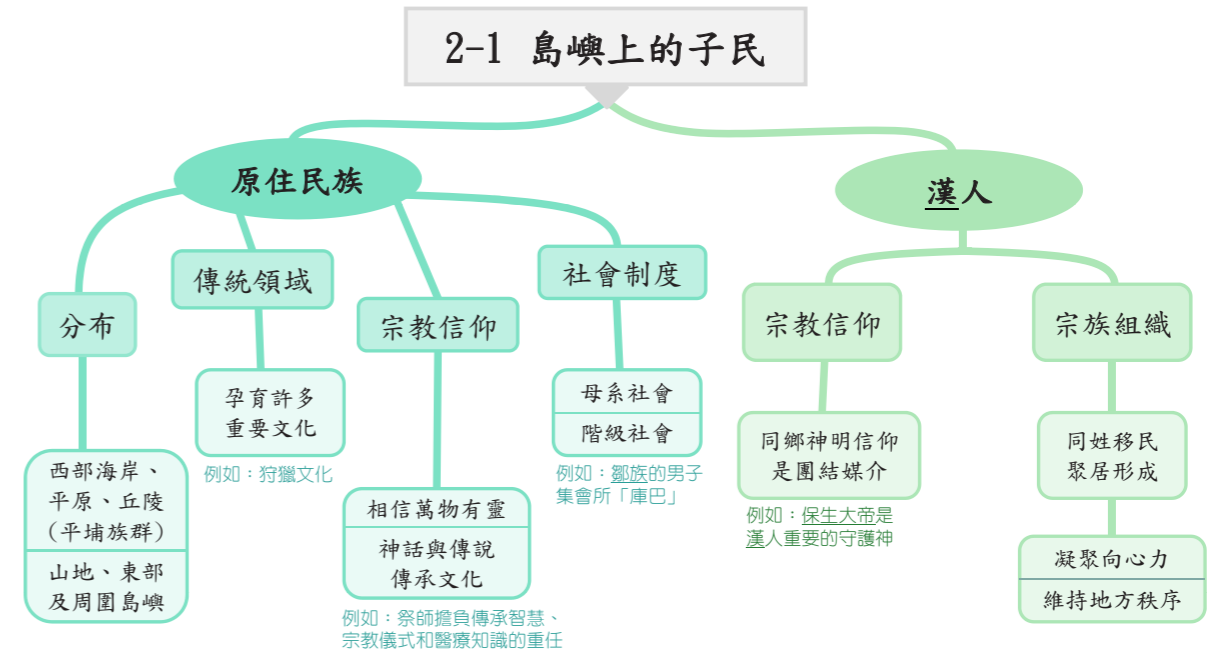 2-1 島嶼上的子民
原住民族
分布
西部海岸、
平原、丘陵
(平埔族群)
山地、東部
及周圍島嶼
傳統領域
孕育許多
重要文化
例如：狩獵文化
宗教信仰
相信萬物有靈
神話與傳說
傳承文化
例如：祭師擔負傳承智慧、
宗教儀式和醫療知識的重任
社會制度
母系社會
階級社會
例如：鄒族的男子
集會所「庫巴」
漢人
宗教信仰
同鄉神明信仰
是團結媒介
例如：保生大帝是
漢人重要的守護神
宗族組織
同姓移民
聚居形成
凝聚向心力
維持地方秩序